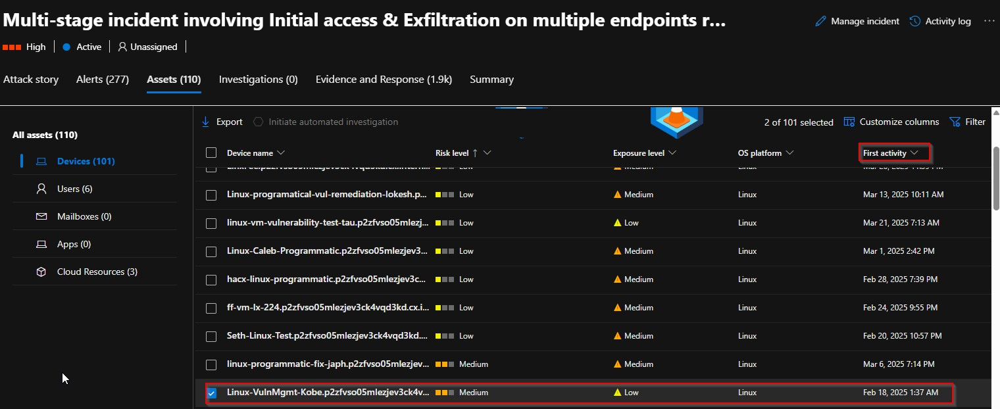 Multi-stage incident involving Initial access & Exfiltration on multiple endpoints r...
Manage incident Activity log ...
High Active Unassigned
Attack story Alerts (277) Assets (110) Investigations (0) Evidence and Response (1.9k) Summary
All assets (110)
Devices (101)
Users (6)
Mailboxes (0)
Apps (0)
Cloud Resources (3)
Export Initiate automated investigation 2 of 101 selected Customize columns Filter
Device name Risk level ↑ Exposure level OS platform First activity
Low Medium Linux
Linux-programatical-vul-remediation-lokesh.p... Low Medium Linux Mar 13, 2025 10:11 AM
linux-vm-vulnerability-test-tau.p2zfvso05mlezj... Low Low Linux Mar 21, 2025 7:13 AM
Linux-Caleb-Programmatic.p2zfvso05mlezjev3... Low Medium Linux Mar 1, 2025 2:42 PM
hacx-linux-programmatic.p2zfvso05mlezjev3c... Low Medium Linux Feb 28, 2025 7:39 PM
ff-vm-lx-224.p2zfvso05mlezjev3ck4vqd3kd.cx.i... Low Medium Linux Feb 24, 2025 9:55 PM
Seth-Linux-Test.p2zfvso05mlezjev3ck4vqd3kd.... Low Medium Linux Feb 20, 2025 10:57 PM
linux-programmatic-fix-japh.p2zfvso05mlezjev... Medium Medium Linux Mar 6, 2025 7:14 PM
Linux-VulnMgmt-Kobe.p2zfvso05mlezjev3ck4v... Medium Low Linux Feb 18, 2025 1:37 AM